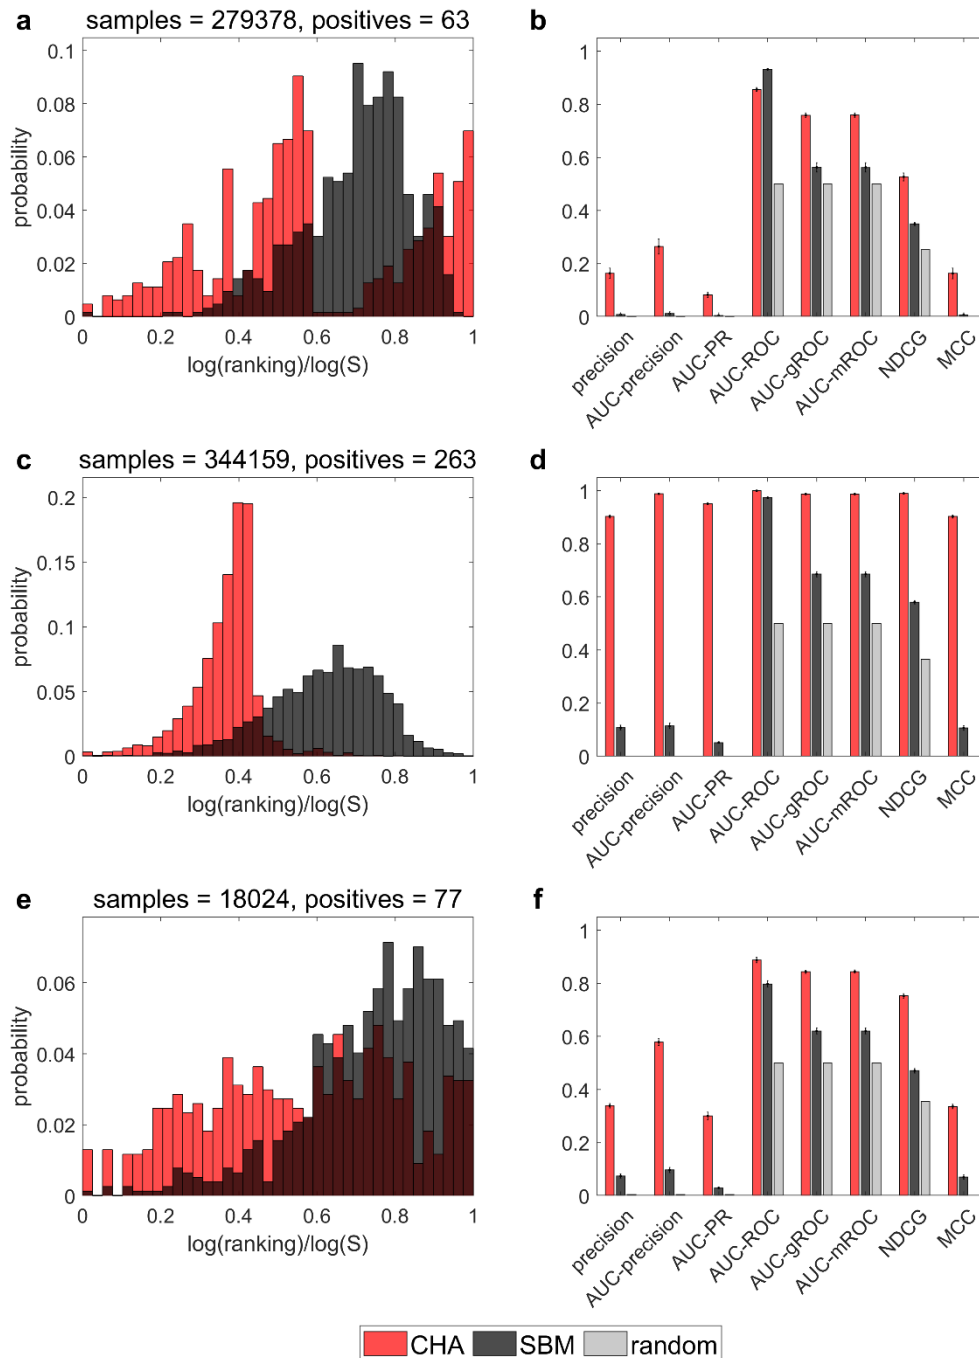 a
samples = 279378, positives = 63
0.1
0.08
0.06
0.04
0.02
0
probability
0 0.2 0.4 0.6 0.8 1
log(ranking)/log(S)
b
1
0.8
0.6
0.4
0.2
0
precision
AUC-precision
AUC-PR
AUC-ROC
AUC-gROC
AUC-mROC
NDCG
MCC
c
samples = 344159, positives = 263
0.2
0.15
0.1
0.05
0
probability
0 0.2 0.4 0.6 0.8 1
log(ranking)/log(S)
d
1
0.8
0.6
0.4
0.2
0
precision
AUC-precision
AUC-PR
AUC-ROC
AUC-gROC
AUC-mROC
NDCG
MCC
e
samples = 18024, positives = 77
0.06
0.04
0.02
0
probability
0 0.2 0.4 0.6 0.8 1
log(ranking)/log(S)
f
1
0.8
0.6
0.4
0.2
0
precision
AUC-precision
AUC-PR
AUC-ROC
AUC-gROC
AUC-mROC
NDCG
MCC
CHA SBM random